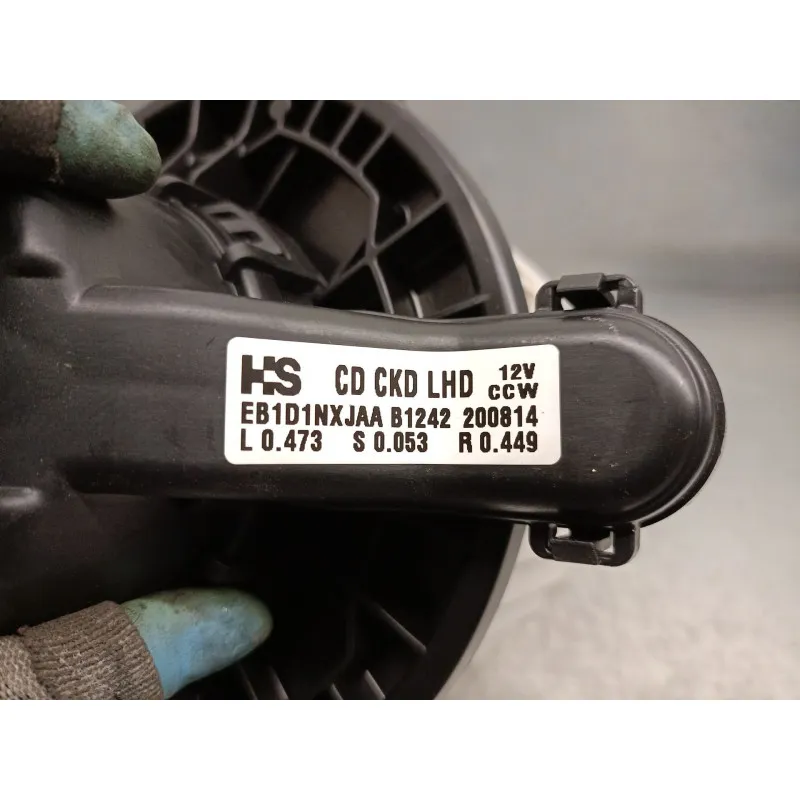 HS CD CKD LHD 12V CCW
EB1D1NXJAA B1242 200814
L 0.473 S 0.053 R 0.449